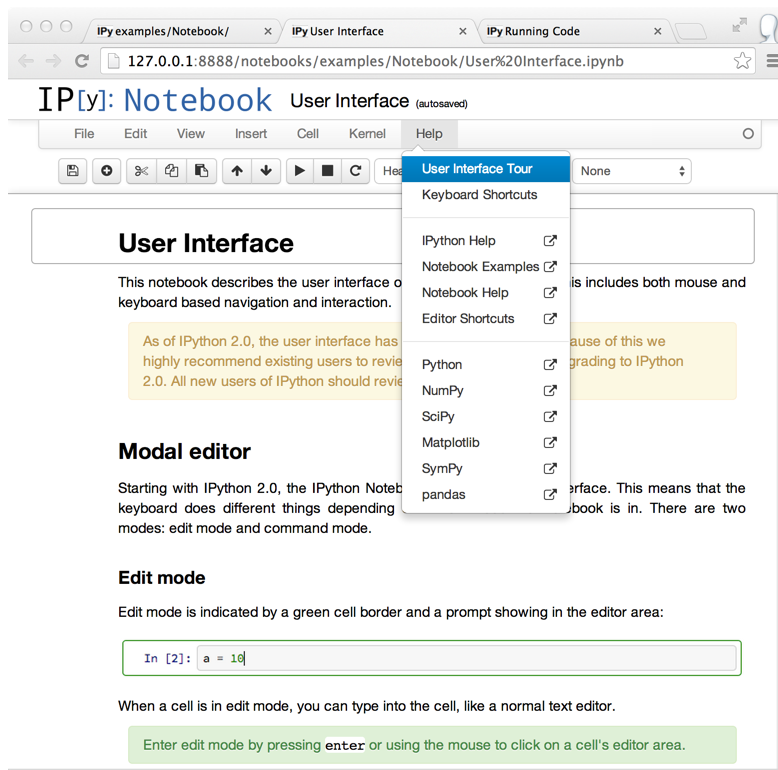 IPy examples/Notebook/
IPy User Interface
IPy Running Code
127.0.0.1:8888/notebooks/examples/Notebook/User%20Interface.ipynb
IP[y]: Notebook User Interface (autosaved)
File Edit View Insert Cell Kernel Help
Hea
None
User Interface Tour
Keyboard Shortcuts
IPython Help
Notebook Examples
Notebook Help
Editor Shortcuts
Python
NumPy
SciPy
Matplotlib
SymPy
pandas
User Interface
This notebook describes the user interface o is includes both mouse and
keyboard based navigation and interaction.
As of IPython 2.0, the user interface has ause of this we
highly recommend existing users to revie grading to IPython
2.0. All new users of IPython should revie
Modal editor
Starting with IPython 2.0, the IPython Noteb erface. This means that the
keyboard does different things depending book is in. There are two
modes: edit mode and command mode.
Edit mode
Edit mode is indicated by a green cell border and a prompt showing in the editor area:
In [2]: a = 10
When a cell is in edit mode, you can type into the cell, like a normal text editor.
Enter edit mode by pressing enter or using the mouse to click on a cell's editor area.